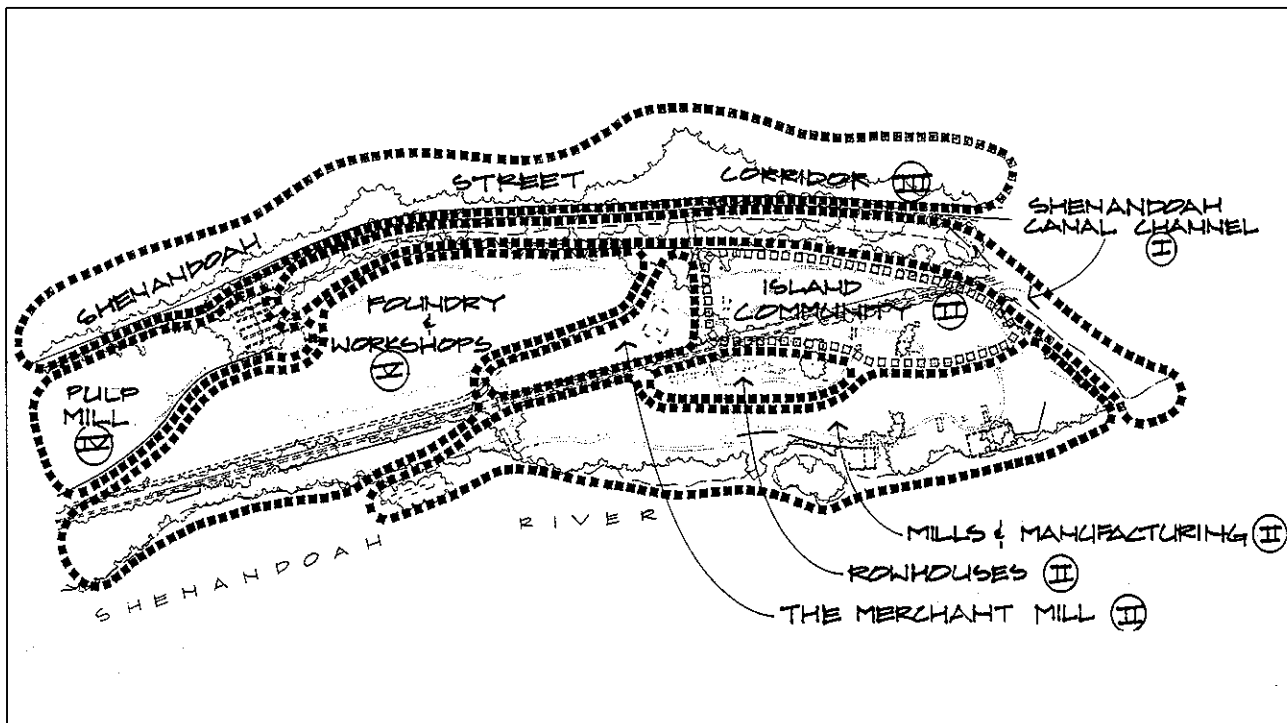 STREET
CORRIDOR III
SHENANDOAH
SHENANDOAH
CANAL CHANNEL
I
FOUNDRY
&
WORKSHOPS
V
ISLAND
COMMUNITY II
PULP
MILL
IV
SHENANDOAH RIVER
MILLS & MANUFACTURING II
ROWHOUSES II
THE MERCHANT MILL II